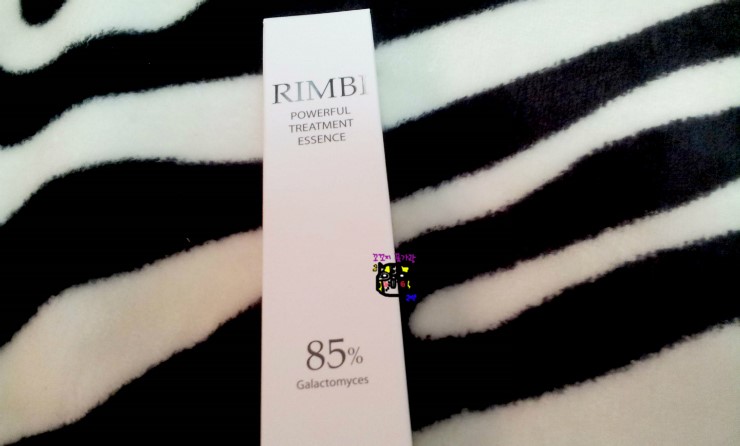 RIMBI
POWERFUL
TREATMENT
ESSENCE
85%
Galactomyces